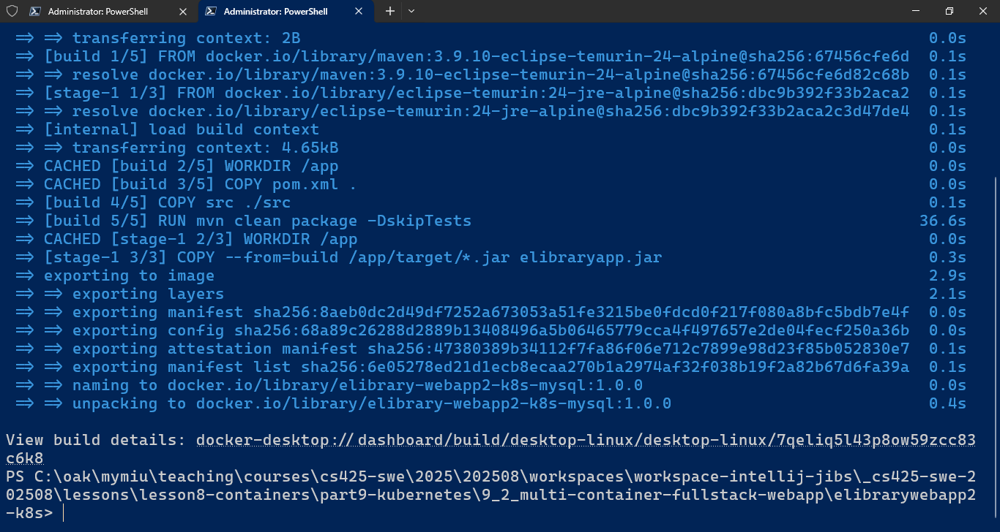 Administrator: PowerShell
Administrator: PowerShell
=> => transferring context: 2B 0.0s
=> [build 1/5] FROM docker.io/library/maven:3.9.10-eclipse-temurin-24-alpine@sha256:67456cfe6d 0.1s
=> => resolve docker.io/library/maven:3.9.10-eclipse-temurin-24-alpine@sha256:67456cfe6d82c68b 0.1s
=> [stage-1 1/3] FROM docker.io/library/eclipse-temurin:24-jre-alpine@sha256:dbc9b392f33b2aca2 0.1s
=> => resolve docker.io/library/eclipse-temurin:24-jre-alpine@sha256:dbc9b392f33b2aca2c3d47de4 0.1s
=> [internal] load build context 0.1s
=> => transferring context: 4.65kB 0.0s
=> CACHED [build 2/5] WORKDIR /app 0.0s
=> CACHED [build 3/5] COPY pom.xml . 0.0s
=> [build 4/5] COPY src ./src 0.1s
=> [build 5/5] RUN mvn clean package -DskipTests 36.6s
=> CACHED [stage-1 2/3] WORKDIR /app 0.0s
=> [stage-1 3/3] COPY --from=build /app/target/*.jar elibraryapp.jar 0.3s
=> exporting to image 2.9s
=> => exporting layers 2.1s
=> => exporting manifest sha256:8aeb0dc2d49df7252a673053a51fe3215be0fdcd0f217f080a8bfc5bdb7e4f 0.0s
=> => exporting config sha256:68a89c26288d2889b13408496a5b06465779cca4f497657e2de04fecf250a36b 0.0s
=> => exporting attestation manifest sha256:47380389b34112f7fa86f06e712c7899e98d23f85b052830e7 0.1s
=> => exporting manifest list sha256:6e05278ed21d1ecb8ecaa270b1a2974af32f038b19f2a82b67d6fa39a 0.1s
=> => naming to docker.io/library/elibrary-webapp2-k8s-mysql:1.0.0 0.0s
=> => unpacking to docker.io/library/elibrary-webapp2-k8s-mysql:1.0.0 0.4s
View build details: docker-desktop://dashboard/build/desktop-linux/desktop-linux/7qeliq5l43p8ow59zcc83
c6k8
PS C:\oak\mymiu\teaching\courses\cs425-swe\2025\202508\workspaces\workspace-intellij-jibs\_cs425-swe-2
02508\lessons\lesson8-containers\part9-kubernetes\9_2_multi-container-fullstack-webapp\elibrarywebapp2
-k8s>